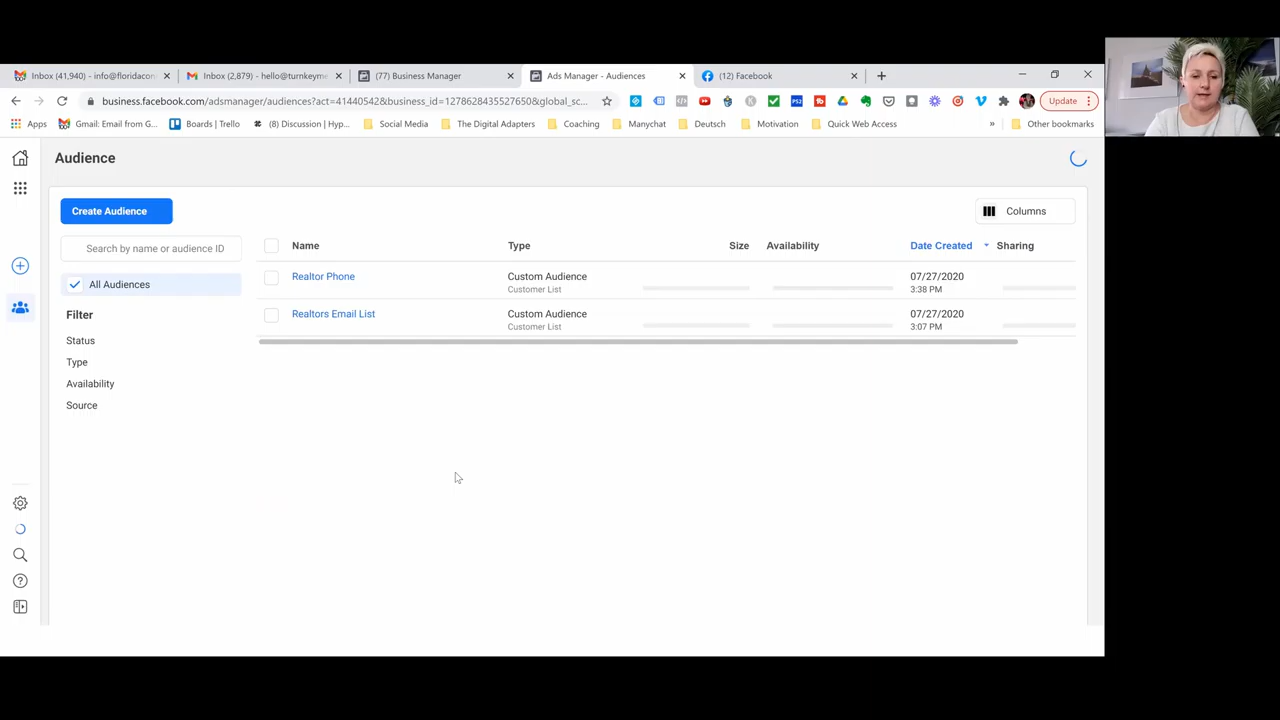 Inbox (41,940) - info@floridacon
Inbox (2,879) - hello@turnkeyme
(77) Business Manager
Ads Manager - Audiences
(12) Facebook
business.facebook.com/adsmanager/audiences?act=41440542&business_id=1278628435527650&global_sc...
Update
Apps
Gmail: Email from G...
Boards | Trello
(8) Discussion | Hyp...
Social Media
The Digital Adapters
Coaching
Manychat
Deutsch
Motivation
Quick Web Access
»
Other bookmarks
Audience
Create Audience
Columns
Search by name or audience ID
Name
Type
Size
Availability
Date Created
Sharing
All Audiences
Realtor Phone
Custom Audience
Customer List
07/27/2020
3:38 PM
Realtors Email List
Custom Audience
Customer List
07/27/2020
3:07 PM
Filter
Status
Type
Availability
Source